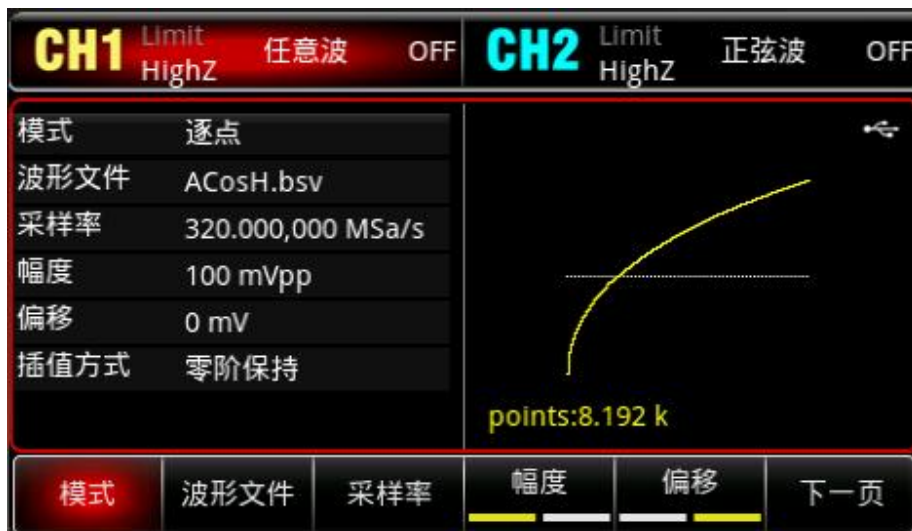 CH1 Limit HighZ 任意波 OFF CH2 Limit HighZ 正弦波 OFF
模式 逐点
波形文件 ACosH.bsv
采样率 320.000,000 MSa/s
幅度 100 mVpp
偏移 0 mV
插值方式 零阶保持
points:8.192 k
模式 波形文件 采样率 幅度 偏移 下一页